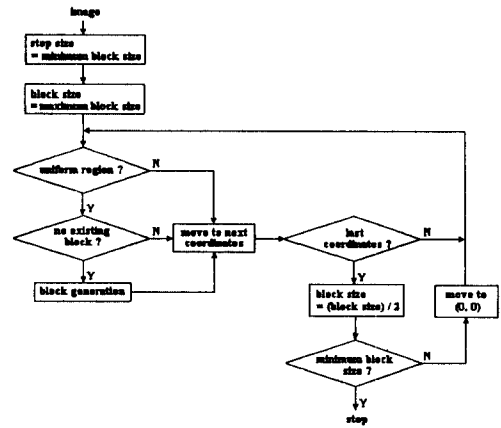 image
step size
= minimum block size
block size
= maximum block size
uniform region ?
N
Y
no existing
block ?
N
move to next
coordinates
last
coordinates ?
N
Y
Y
block generation
block size
= (block size) / 2
move to
(0, 0)
minimum block
size ?
N
Y
stop